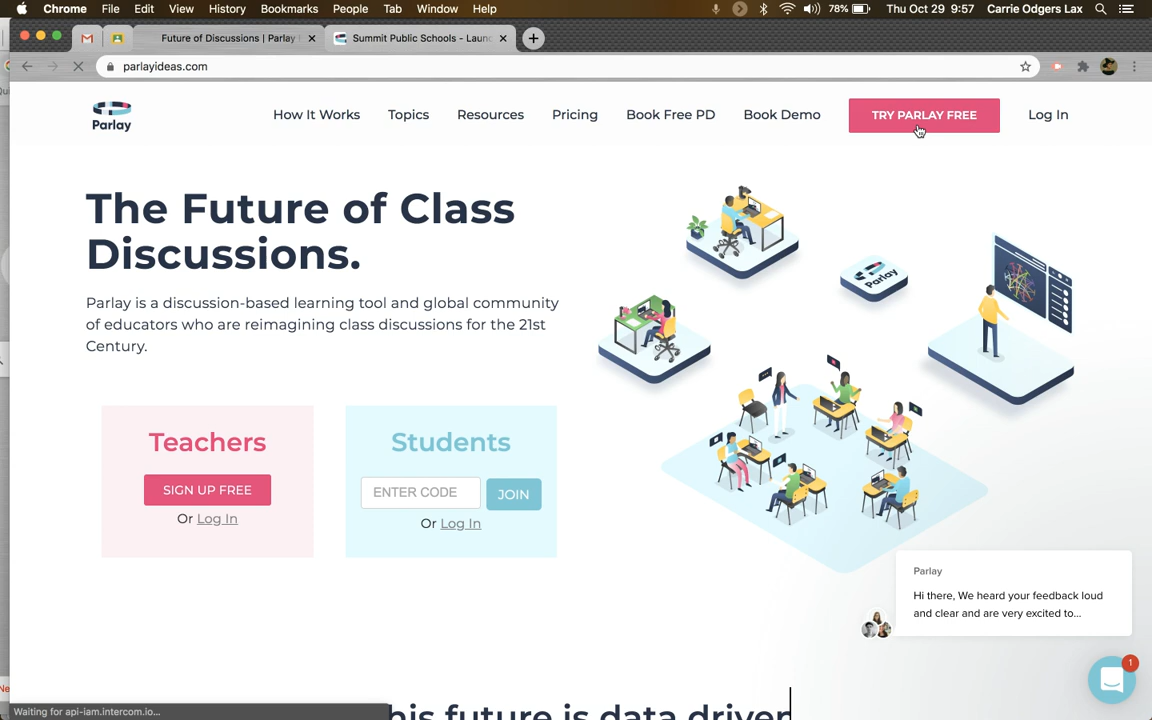 Chrome File Edit View History Bookmarks People Tab Window Help 78% Thu Oct 29 9:57 Carrie Odgers Lax
Future of Discussions | Parlay Summit Public Schools - Laun
parlayideas.com
Parlay How It Works Topics Resources Pricing Book Free PD Book Demo TRY PARLAY FREE Log In
The Future of Class
Discussions.
Parlay is a discussion-based learning tool and global community
of educators who are reimagining class discussions for the 21st
Century.
Parlay
Teachers
SIGN UP FREE
Or Log In
Students
ENTER CODE JOIN
Or Log In
Parlay
Hi there, We heard your feedback loud
and clear and are very excited to...
1
his future is data driven
Waiting for api-iam.intercom.io...